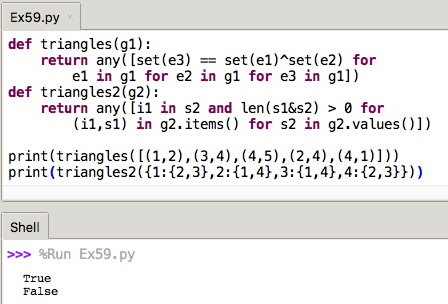 Ex59.py ×
def triangles(g1):
    return any([set(e3) == set(e1)^set(e2) for
        e1 in g1 for e2 in g1 for e3 in g1])
def triangles2(g2):
    return any([i1 in s2 and len(s1&s2) > 0 for
        (i1,s1) in g2.items() for s2 in g2.values()])

print(triangles([(1,2),(3,4),(4,5),(2,4),(4,1)]))
print(triangles2({1:{2,3},2:{1,4},3:{1,4},4:{2,3}}))
Shell
>>> %Run Ex59.py
True
False